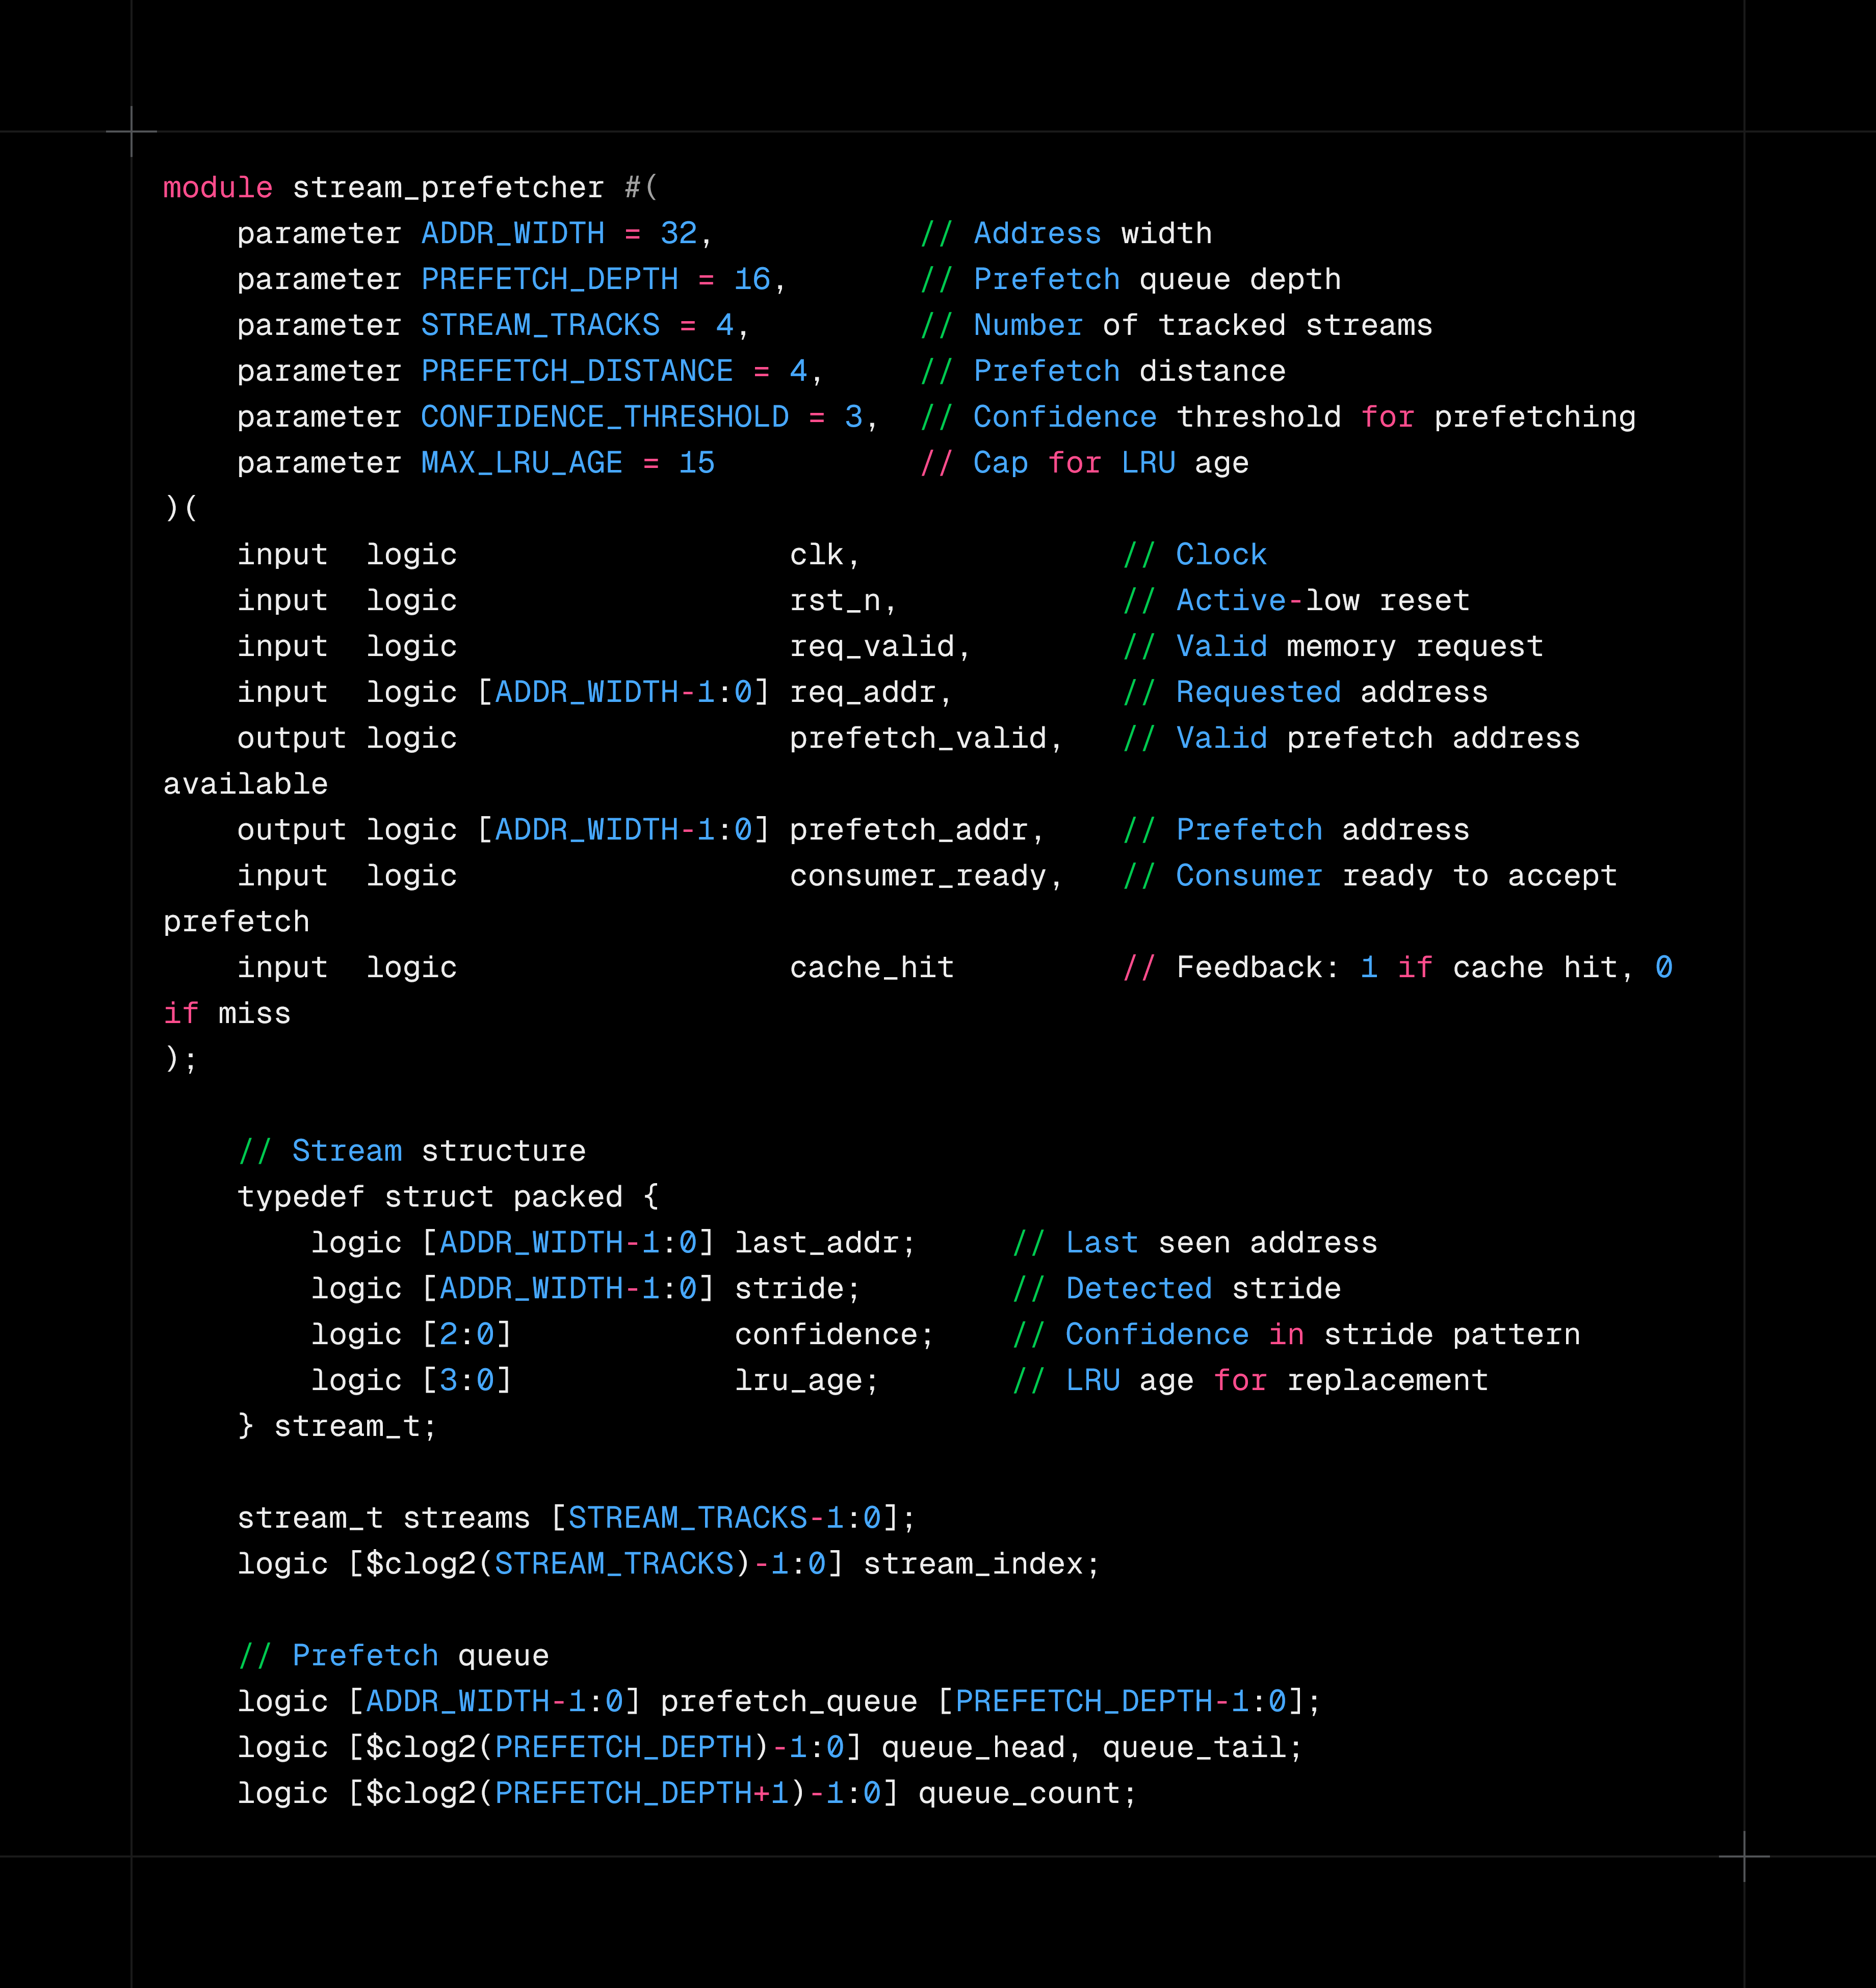 module stream_prefetcher #(
    parameter ADDR_WIDTH = 32,           // Address width
    parameter PREFETCH_DEPTH = 16,       // Prefetch queue depth
    parameter STREAM_TRACKS = 4,         // Number of tracked streams
    parameter PREFETCH_DISTANCE = 4,     // Prefetch distance
    parameter CONFIDENCE_THRESHOLD = 3,  // Confidence threshold for prefetching
    parameter MAX_LRU_AGE = 15           // Cap for LRU age
)(
    input  logic                  clk,              // Clock
    input  logic                  rst_n,            // Active-low reset
    input  logic                  req_valid,        // Valid memory request
    input  logic [ADDR_WIDTH-1:0] req_addr,         // Requested address
    output logic                  prefetch_valid,   // Valid prefetch address
available
    output logic [ADDR_WIDTH-1:0] prefetch_addr,    // Prefetch address
    input  logic                  consumer_ready,   // Consumer ready to accept
prefetch
    input  logic                  cache_hit         // Feedback: 1 if cache hit, 0
if miss
);

    // Stream structure
    typedef struct packed {
        logic [ADDR_WIDTH-1:0] last_addr;     // Last seen address
        logic [ADDR_WIDTH-1:0] stride;        // Detected stride
        logic [2:0]            confidence;    // Confidence in stride pattern
        logic [3:0]            lru_age;       // LRU age for replacement
    } stream_t;

    stream_t streams [STREAM_TRACKS-1:0];
    logic [$clog2(STREAM_TRACKS)-1:0] stream_index;

    // Prefetch queue
    logic [ADDR_WIDTH-1:0] prefetch_queue [PREFETCH_DEPTH-1:0];
    logic [$clog2(PREFETCH_DEPTH)-1:0] queue_head, queue_tail;
    logic [$clog2(PREFETCH_DEPTH+1)-1:0] queue_count;